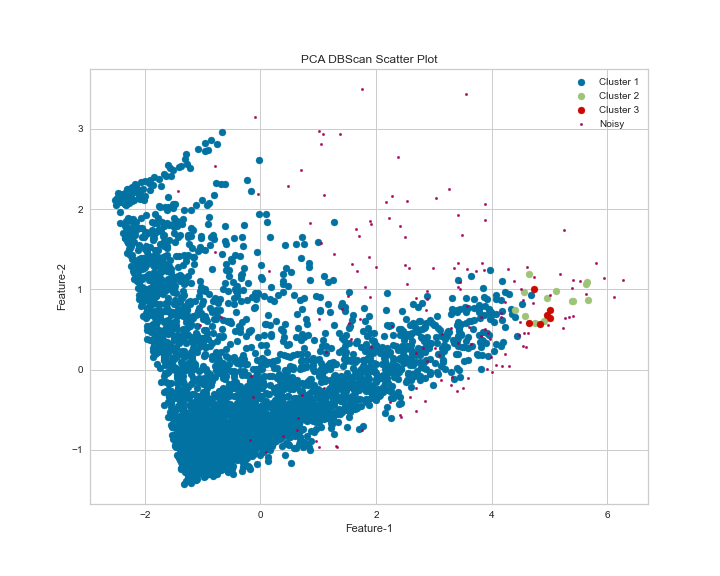 PCA DBScan Scatter Plot
Cluster 1
Cluster 2
Cluster 3
Noisy
3
2
1
0
−1
Feature-2
−2
0
2
4
6
Feature-1